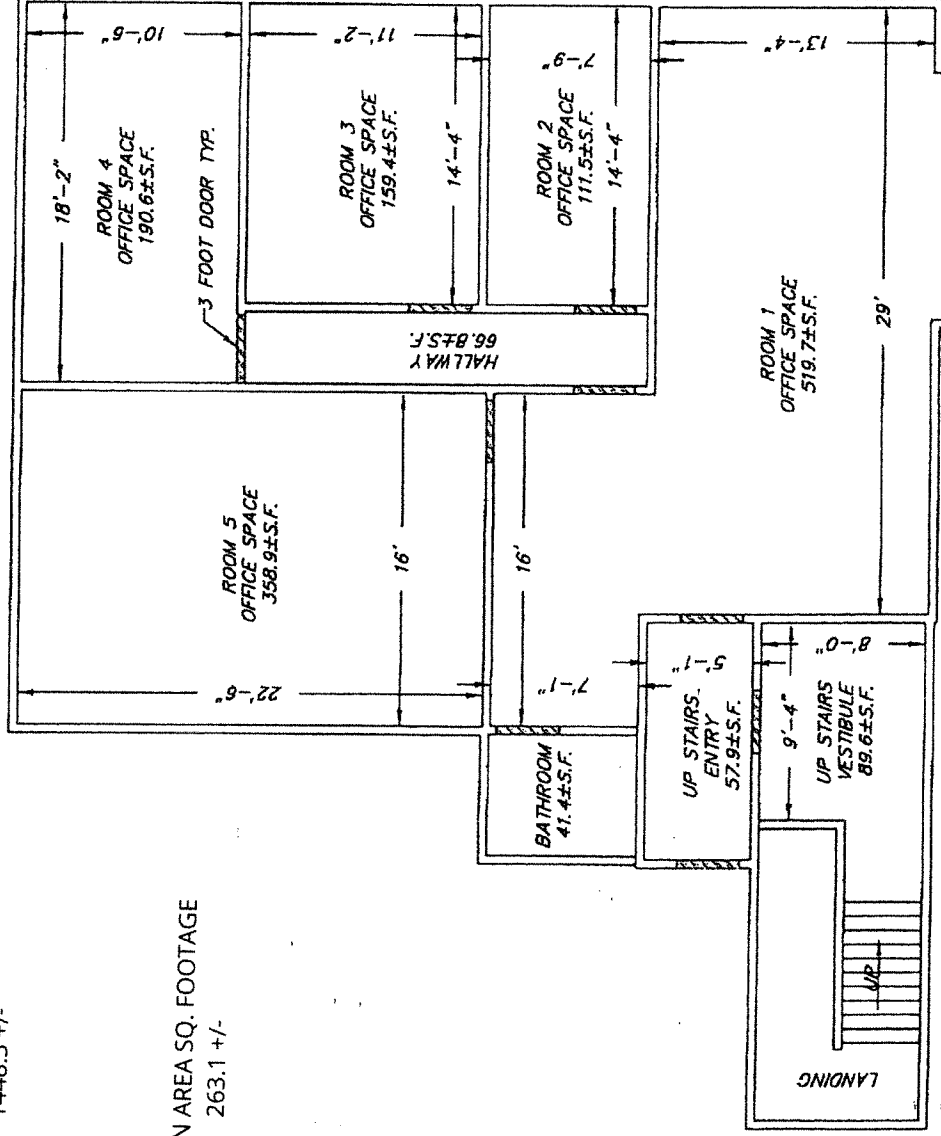 1440.5 +/-
N AREA SQ. FOOTAGE
263.1 +/-
18'-2"
10'-6"
ROOM 4
OFFICE SPACE
190.6±S.F.
3 FOOT DOOR TYP.
11'-2"
ROOM 3
OFFICE SPACE
159.4±S.F.
14'-4"
7'-9"
ROOM 2
OFFICE SPACE
111.5±S.F.
14'-4"
HALLWAY
66.8±S.F.
13'-4"
ROOM 1
OFFICE SPACE
519.7±S.F.
29'
ROOM 5
OFFICE SPACE
358.9±S.F.
16'
22'-6"
16'
7'-1"
BATHROOM
41.4±S.F.
5'-1"
UP STAIRS
ENTRY
57.9±S.F.
8'-0"
9'-4"
UP STAIRS
VESTIBULE
89.6±S.F.
UP
LANDING